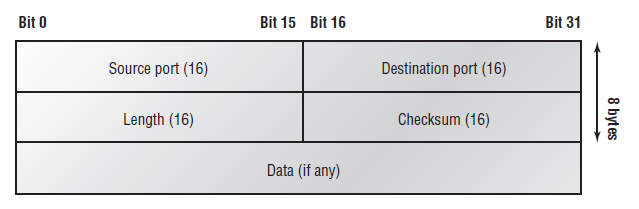 Bit 0 Bit 15 Bit 16 Bit 31
Source port (16) Destination port (16)
Length (16) Checksum (16)
Data (if any)
8 bytes